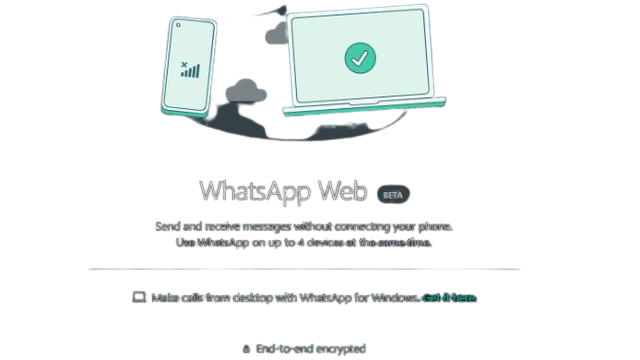 WhatsApp Web BETA
Send and receive messages without connecting your phone.
Use WhatsApp on up to 4 devices at the same time.
Make calls from desktop with WhatsApp for Windows. Get it here.
End-to-end encrypted